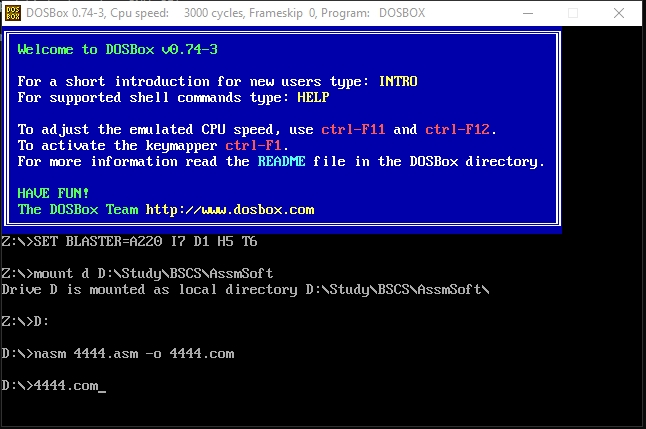 DOS
BOX
DOSBox 0.74-3, Cpu speed: 3000 cycles, Frameskip 0, Program: DOSBOX
Welcome to DOSBox v0.74-3
For a short introduction for new users type: INTRO
For supported shell commands type: HELP
To adjust the emulated CPU speed, use ctrl-F11 and ctrl-F12.
To activate the keymapper ctrl-F1.
For more information read the README file in the DOSBox directory.
HAVE FUN!
The DOSBox Team http://www.dosbox.com
Z:\>SET BLASTER=A220 I7 D1 H5 T6
Z:\>mount d D:\Study\BSCS\AssmSoft
Drive D is mounted as local directory D:\Study\BSCS\AssmSoft\
Z:\>D:
D:\>nasm 4444.asm -o 4444.com
D:\>4444.com_